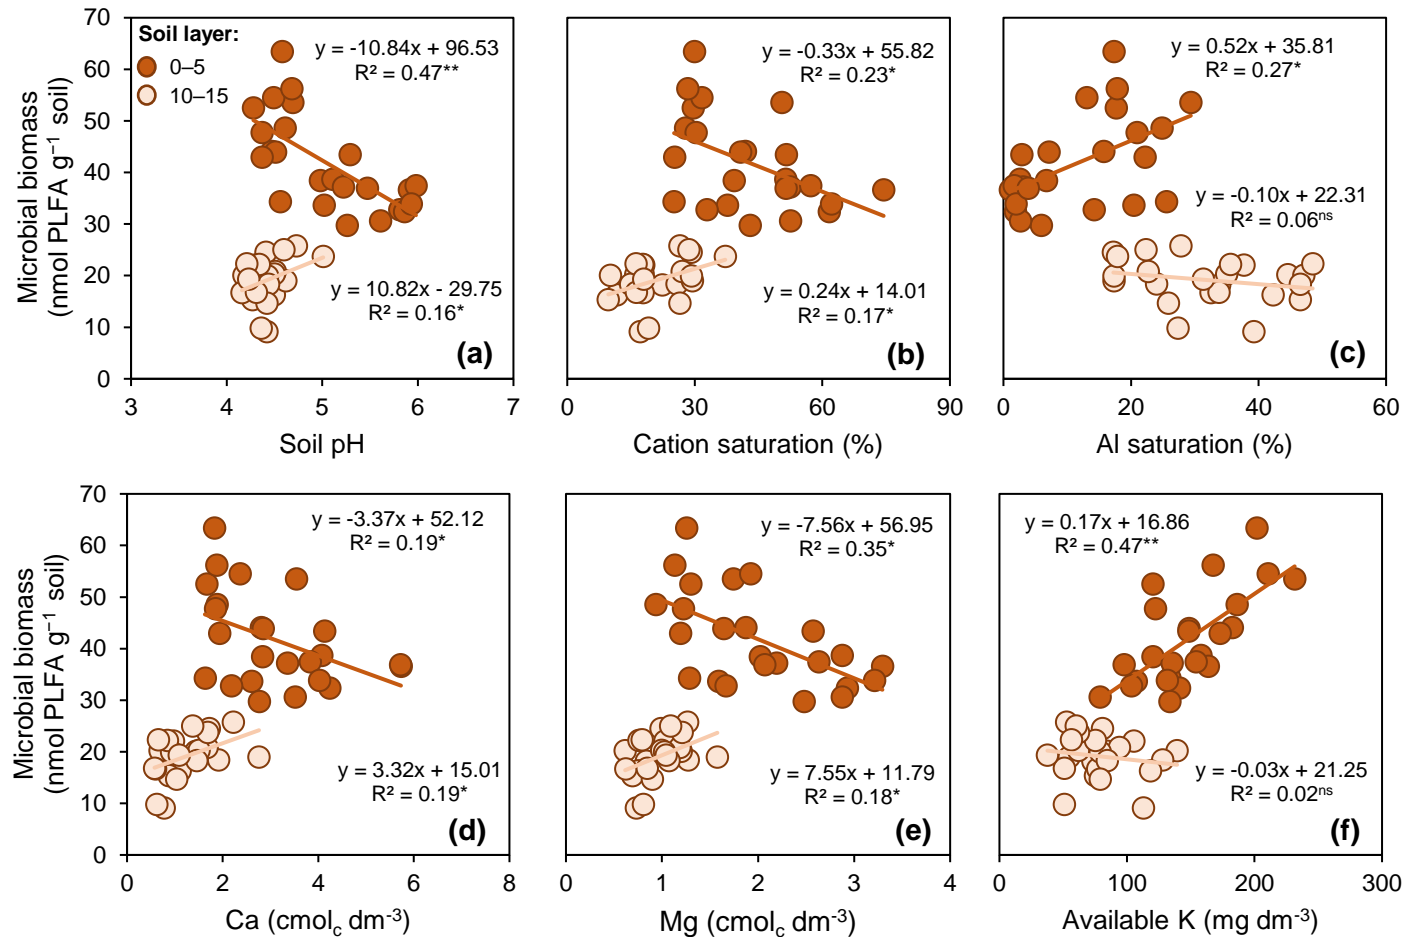 Microbial biomass
(nmol PLFA g⁻¹ soil)
70
60
50
40
30
20
10
0
Soil layer:
0–5
10–15
y = -10.84x + 96.53
R² = 0.47**
y = 10.82x - 29.75
R² = 0.16*
(a)
3 4 5 6 7
Soil pH
y = -0.33x + 55.82
R² = 0.23*
y = 0.24x + 14.01
R² = 0.17*
(b)
0 30 60 90
Cation saturation (%)
y = 0.52x + 35.81
R² = 0.27*
y = -0.10x + 22.31
R² = 0.06ⁿˢ
(c)
0 20 40 60
Al saturation (%)
Microbial biomass
(nmol PLFA g⁻¹ soil)
70
60
50
40
30
20
10
0
y = -3.37x + 52.12
R² = 0.19*
y = 3.32x + 15.01
R² = 0.19*
(d)
0 2 4 6 8
Ca (cmol_c dm⁻³)
y = -7.56x + 56.95
R² = 0.35*
y = 7.55x + 11.79
R² = 0.18*
(e)
0 1 2 3 4
Mg (cmol_c dm⁻³)
y = 0.17x + 16.86
R² = 0.47**
y = -0.03x + 21.25
R² = 0.02ⁿˢ
(f)
0 100 200 300
Available K (mg dm⁻³)